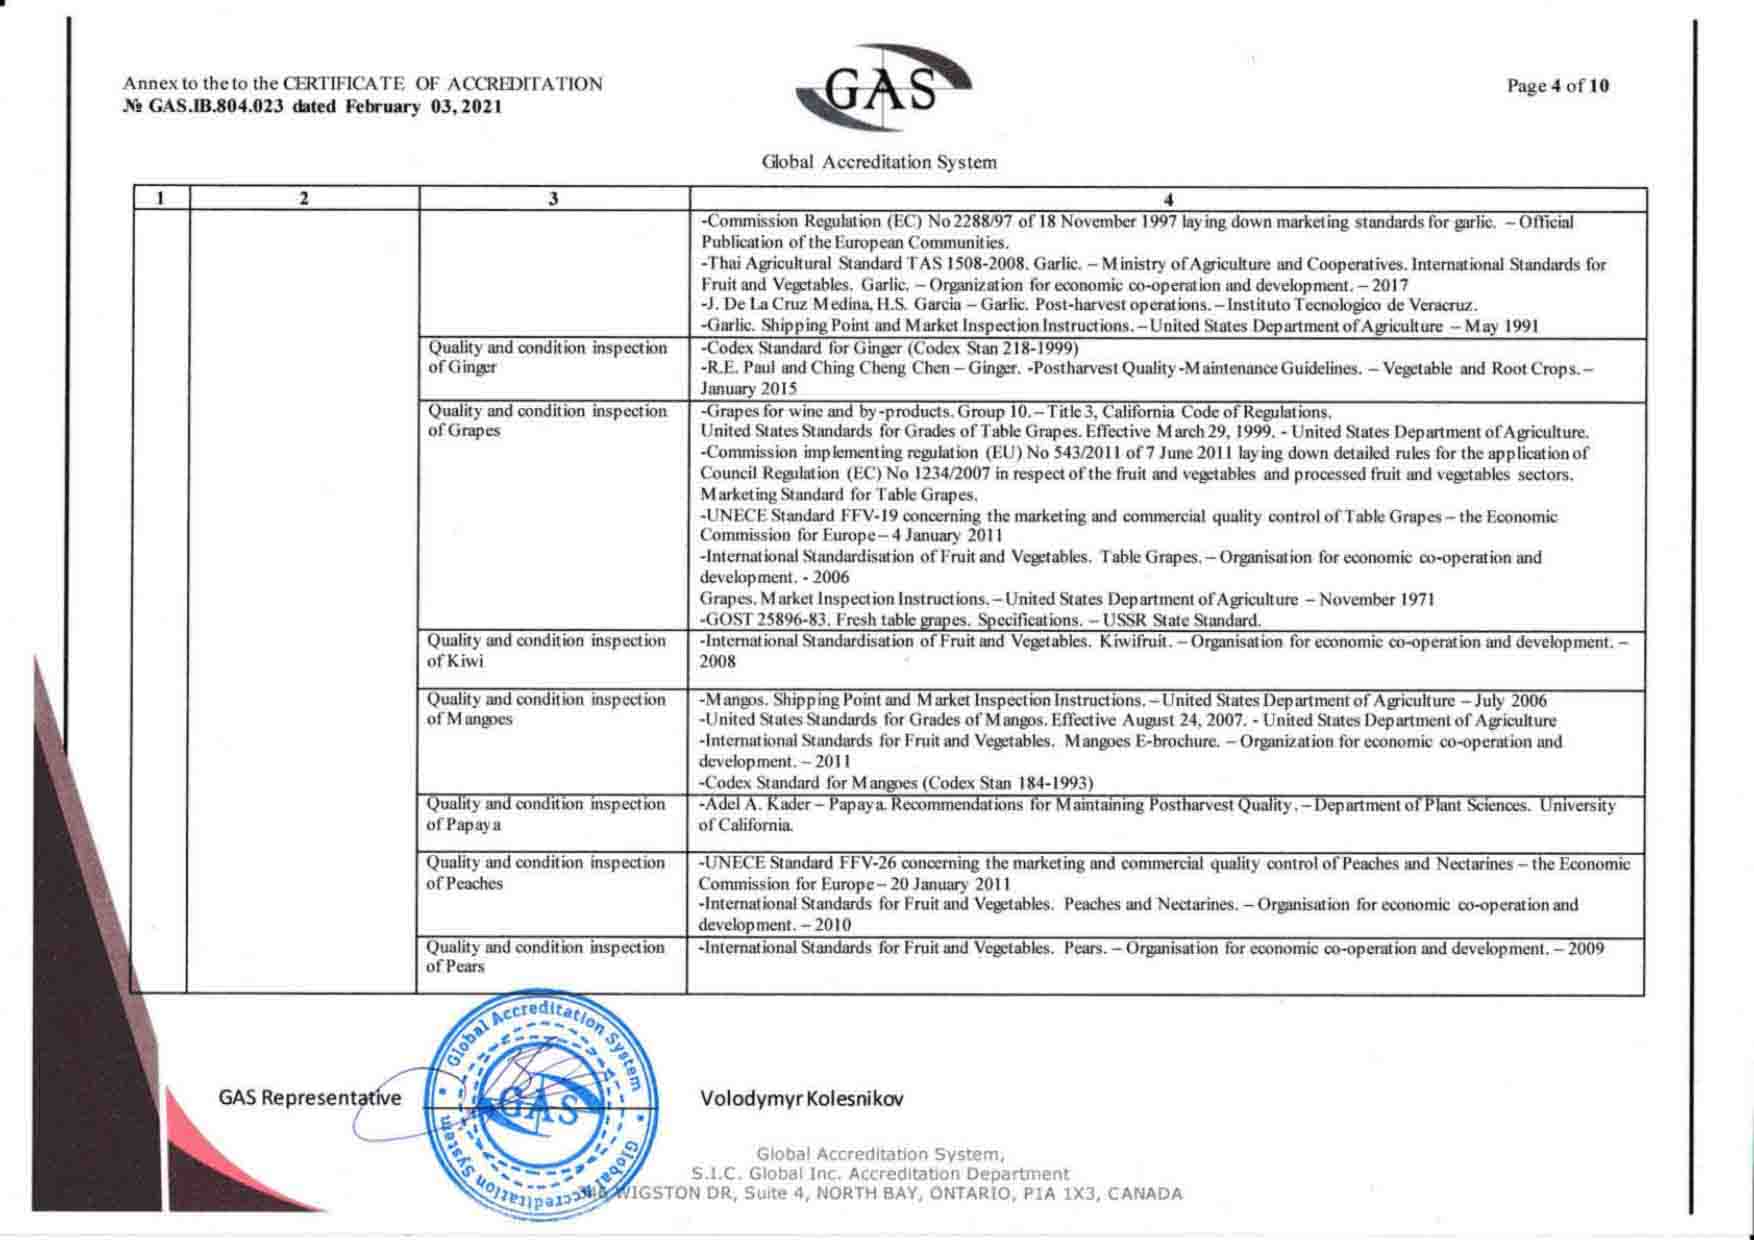 Annex to the to the CERTIFICATE OF ACCREDITATION
№ GAS.IB.804.023 dated February 03, 2021
GAS
Global Accreditation System
Page 4 of 10
1 2 3 4
-Commission Regulation (EC) No 2288/97 of 18 November 1997 laying down marketing standards for garlic. – Official
Publication of the European Communities.
-Thai Agricultural Standard TAS 1508-2008. Garlic. – Ministry of Agriculture and Cooperatives. International Standards for
Fruit and Vegetables. Garlic. – Organization for economic co-operation and development. – 2017
-J. De La Cruz Medina, H.S. Garcia – Garlic. Post-harvest operations. – Instituto Tecnologico de Veracruz.
-Garlic. Shipping Point and Market Inspection Instructions. – United States Department of Agriculture – May 1991
Quality and condition inspection
of Ginger
-Codex Standard for Ginger (Codex Stan 218-1999)
-R.E. Paul and Ching Cheng Chen – Ginger. -Postharvest Quality-Maintenance Guidelines. – Vegetable and Root Crops. –
January 2015
Quality and condition inspection
of Grapes
-Grapes for wine and by-products. Group 10. – Title 3, California Code of Regulations.
United States Standards for Grades of Table Grapes. Effective March 29, 1999. - United States Department of Agriculture.
-Commission implementing regulation (EU) No 543/2011 of 7 June 2011 laying down detailed rules for the application of
Council Regulation (EC) No 1234/2007 in respect of the fruit and vegetables and processed fruit and vegetables sectors.
Marketing Standard for Table Grapes.
-UNECE Standard FFV-19 concerning the marketing and commercial quality control of Table Grapes – the Economic
Commission for Europe – 4 January 2011
-International Standardisation of Fruit and Vegetables. Table Grapes. – Organisation for economic co-operation and
development. - 2006
Grapes. Market Inspection Instructions. – United States Department of Agriculture – November 1971
-GOST 25896-83. Fresh table grapes. Specifications. – USSR State Standard.
Quality and condition inspection
of Kiwi
-International Standardisation of Fruit and Vegetables. Kiwifruit. – Organisation for economic co-operation and development. –
2008
Quality and condition inspection
of Mangoes
-Mangos. Shipping Point and Market Inspection Instructions. – United States Department of Agriculture – July 2006
-United States Standards for Grades of Mangos. Effective August 24, 2007. - United States Department of Agriculture
-International Standards for Fruit and Vegetables. Mangoes E-brochure. – Organization for economic co-operation and
development. – 2011
-Codex Standard for Mangoes (Codex Stan 184-1993)
Quality and condition inspection
of Papaya
-Adel A. Kader – Papaya. Recommendations for Maintaining Postharvest Quality. – Department of Plant Sciences. University
of California.
Quality and condition inspection
of Peaches
-UNECE Standard FFV-26 concerning the marketing and commercial quality control of Peaches and Nectarines – the Economic
Commission for Europe – 20 January 2011
-International Standards for Fruit and Vegetables. Peaches and Nectarines. – Organisation for economic co-operation and
development. – 2010
Quality and condition inspection
of Pears
-International Standards for Fruit and Vegetables. Pears. – Organisation for economic co-operation and development. – 2009
GAS Representative
Global Accreditation System
Global Accreditation System
GAS
Volodymyr Kolesnikov
Global Accreditation System,
S.I.C. Global Inc. Accreditation Department
WIGSTON DR, Suite 4, NORTH BAY, ONTARIO, P1A 1X3, CANADA